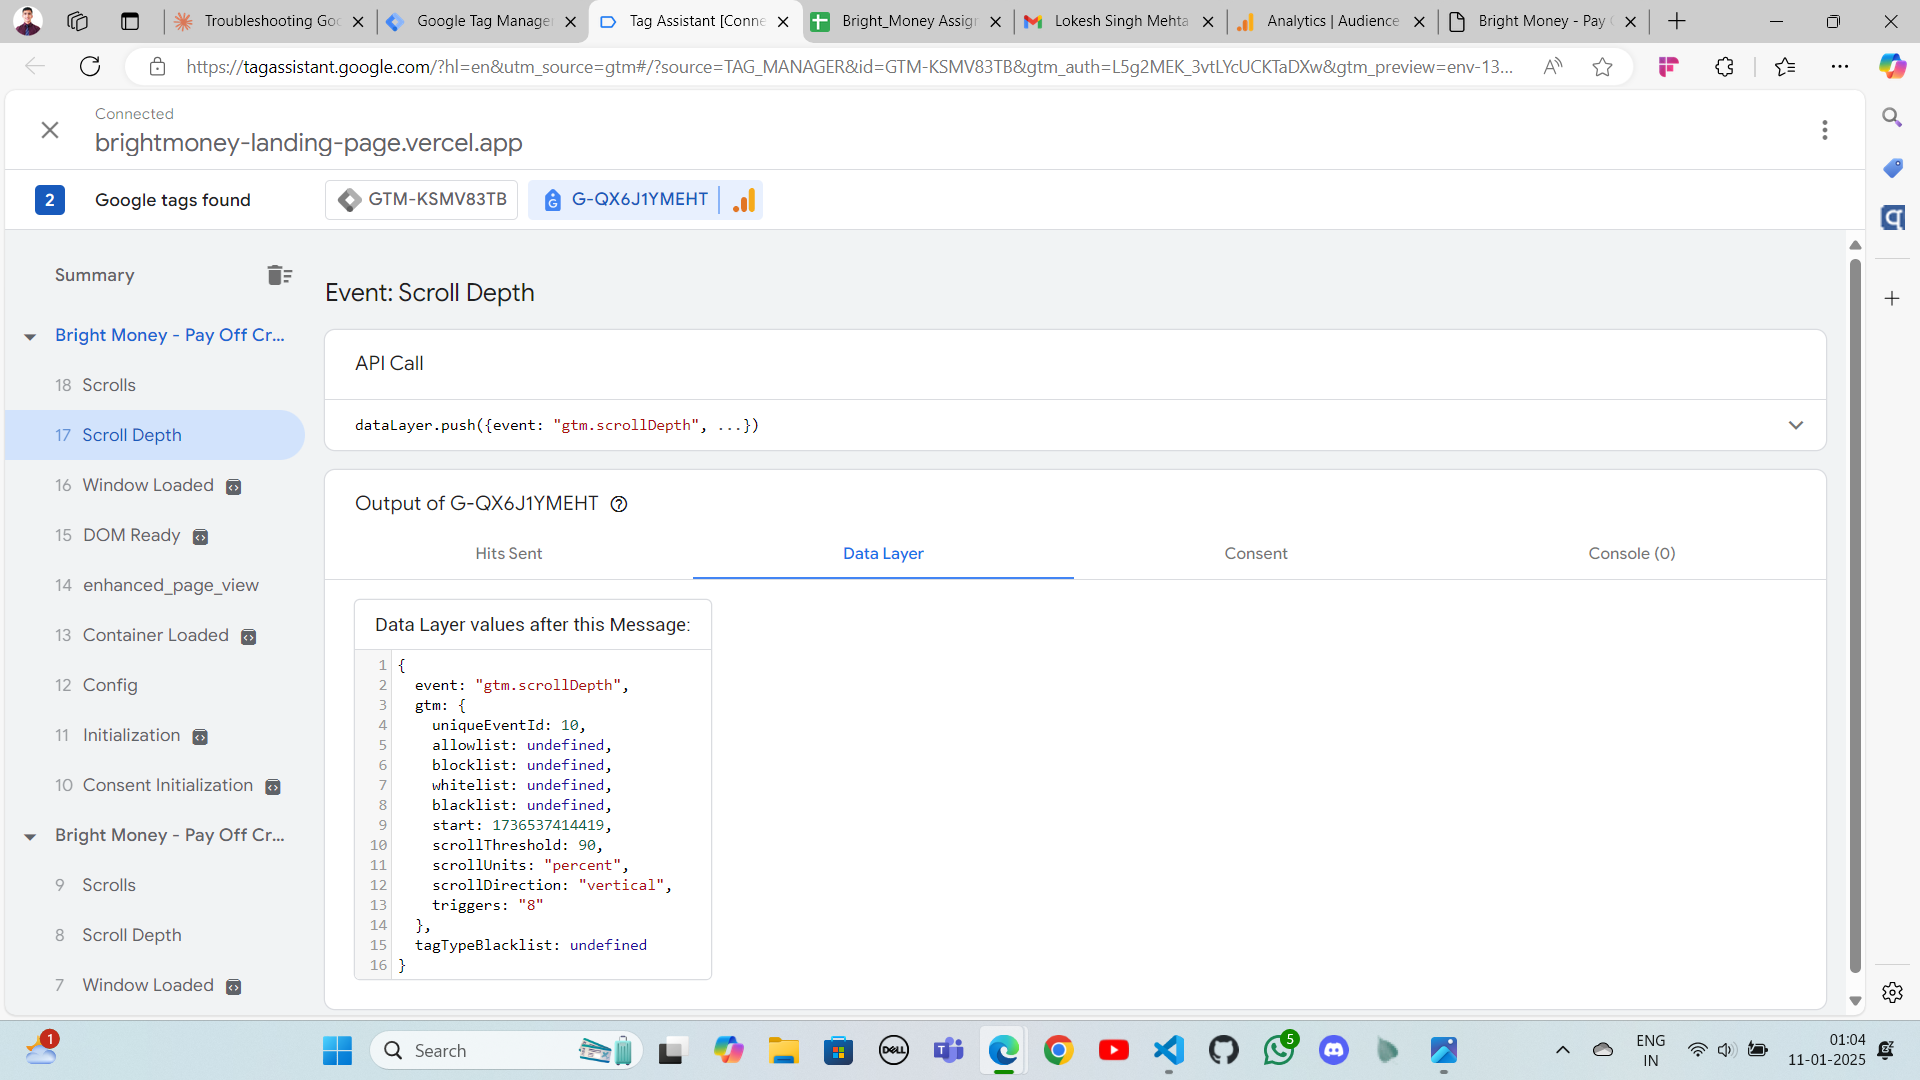 Troubleshooting Goo
Google Tag Manager
Tag Assistant [Conne
Bright_Money Assign
Lokesh Singh Mehta
Analytics | Audience
Bright Money - Pay O
https://tagassistant.google.com/?hl=en&utm_source=gtm#/?source=TAG_MANAGER&id=GTM-KSMV83TB&gtm_auth=L5g2MEK_3vtLYcUCKTaDXw&gtm_preview=env-13...
Connected
brightmoney-landing-page.vercel.app
2 Google tags found
GTM-KSMV83TB
G-QX6J1YMEHT
Summary
Bright Money - Pay Off Cr...
18 Scrolls
17 Scroll Depth
16 Window Loaded
15 DOM Ready
14 enhanced_page_view
13 Container Loaded
12 Config
11 Initialization
10 Consent Initialization
Bright Money - Pay Off Cr...
9 Scrolls
8 Scroll Depth
7 Window Loaded
Event: Scroll Depth
API Call
dataLayer.push({event: "gtm.scrollDepth", ...})
Output of G-QX6J1YMEHT
Hits Sent
Data Layer
Consent
Console (0)
Data Layer values after this Message:
1 {
2 event: "gtm.scrollDepth",
3 gtm: {
4 uniqueEventId: 10,
5 allowlist: undefined,
6 blocklist: undefined,
7 whitelist: undefined,
8 blacklist: undefined,
9 start: 1736537414419,
10 scrollThreshold: 90,
11 scrollUnits: "percent",
12 scrollDirection: "vertical",
13 triggers: "8"
14 },
15 tagTypeBlacklist: undefined
16 }
1
Search
DELL
5
ENG
IN
01:04
11-01-2025